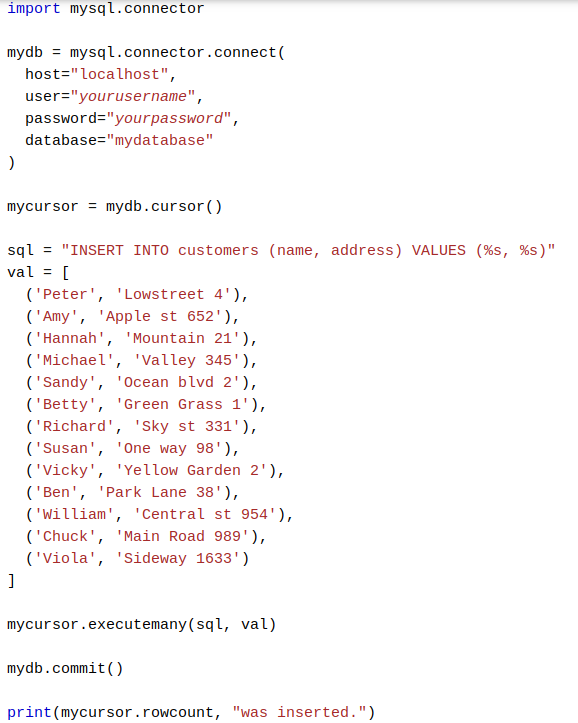 import mysql.connector
mydb = mysql.connector.connect(
  host="localhost",
  user="yourusername",
  password="yourpassword",
  database="mydatabase"
)
mycursor = mydb.cursor()
sql = "INSERT INTO customers (name, address) VALUES (%s, %s)"
val = [
  ('Peter', 'Lowstreet 4'),
  ('Amy', 'Apple st 652'),
  ('Hannah', 'Mountain 21'),
  ('Michael', 'Valley 345'),
  ('Sandy', 'Ocean blvd 2'),
  ('Betty', 'Green Grass 1'),
  ('Richard', 'Sky st 331'),
  ('Susan', 'One way 98'),
  ('Vicky', 'Yellow Garden 2'),
  ('Ben', 'Park Lane 38'),
  ('William', 'Central st 954'),
  ('Chuck', 'Main Road 989'),
  ('Viola', 'Sideway 1633')
]
mycursor.executemany(sql, val)
mydb.commit()
print(mycursor.rowcount, "was inserted.")